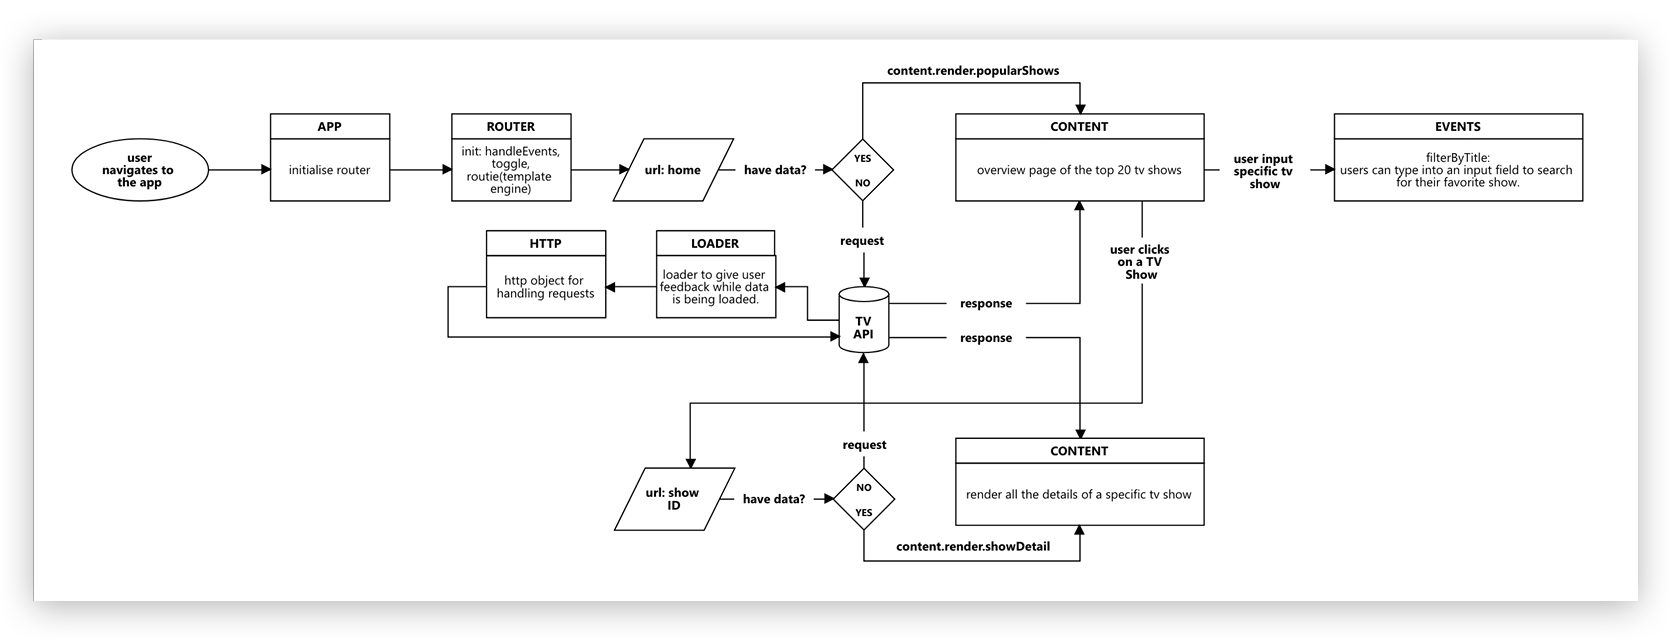 content.render.popularShows
user
navigates to
the app
APP
initialise router
ROUTER
init: handleEvents,
toggle,
routie(template
engine)
url: home
have data?
YES
NO
CONTENT
overview page of the top 20 tv shows
user input
specific tv
show
EVENTS
filterByTitle:
users can type into an input field to search
for their favorite show.
HTTP
http object for
handling requests
LOADER
loader to give user
feedback while data
is being loaded.
request
TV
API
response
response
user clicks
on a TV
Show
request
url: show
ID
have data?
NO
YES
CONTENT
render all the details of a specific tv show
content.render.showDetail